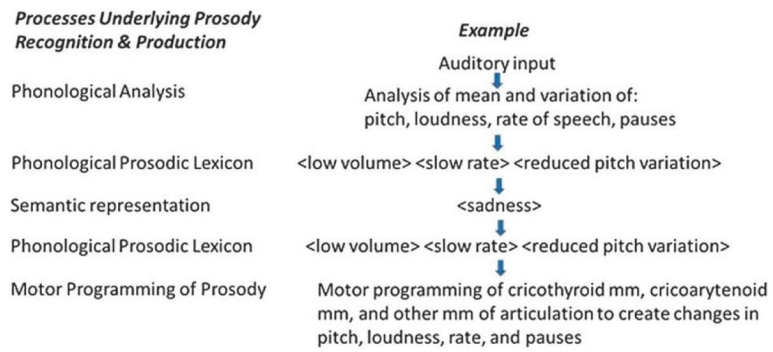 Processes Underlying Prosody
Recognition & Production
Example
Auditory input
Phonological Analysis
Analysis of mean and variation of:
pitch, loudness, rate of speech, pauses
Phonological Prosodic Lexicon <low volume> <slow rate> <reduced pitch variation>
Semantic representation <sadness>
Phonological Prosodic Lexicon <low volume> <slow rate> <reduced pitch variation>
Motor Programming of Prosody Motor programming of cricothyroid mm, cricoarytenoid
mm, and other mm of articulation to create changes in
pitch, loudness, rate, and pauses